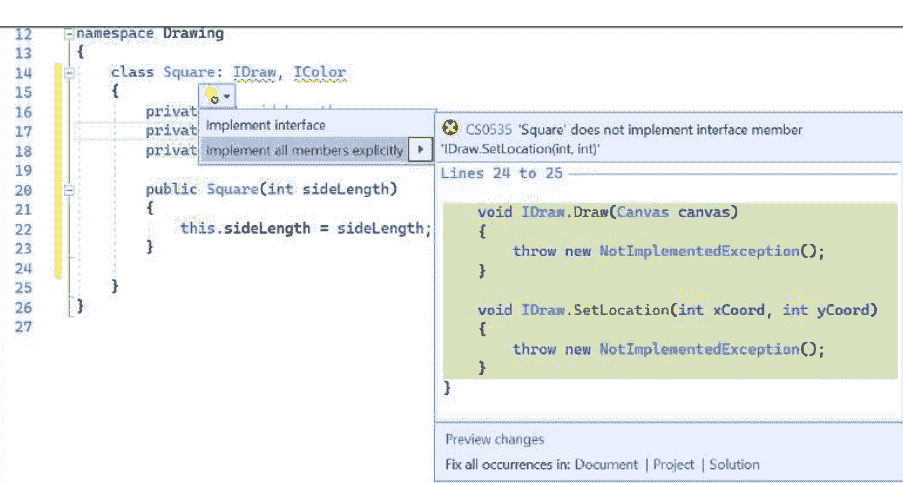 12 namespace Drawing
13 {
14 class Square: IDraw, IColor
15 {
16 privat
17 privat
18 privat
19
20 public Square(int sideLength)
21 {
22 this.sideLength = sideLength;
23 }
24
25 }
26 }
27
Implement interface
Implement all members explicitly
CS0535 'Square' does not implement interface member
'IDraw.SetLocation(int, int)'
Lines 24 to 25
void IDraw.Draw(Canvas canvas)
{
throw new NotImplementedException();
}
void IDraw.SetLocation(int xCoord, int yCoord)
{
throw new NotImplementedException();
}
}
Preview changes
Fix all occurrences in: Document | Project | Solution